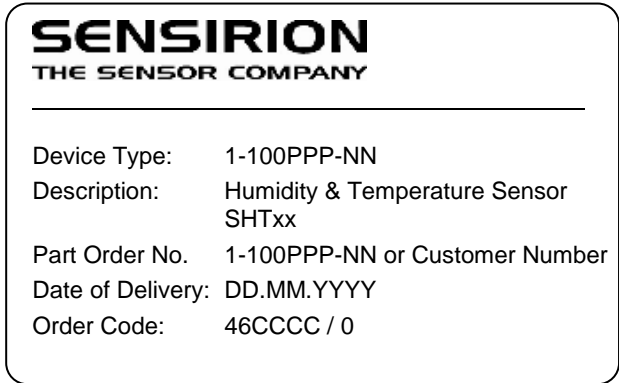 SENSIRION
THE SENSOR COMPANY
Device Type: 1-100PPP-NN
Description: Humidity & Temperature Sensor
SHTxx
Part Order No. 1-100PPP-NN or Customer Number
Date of Delivery: DD.MM.YYYY
Order Code: 46CCCC / 0